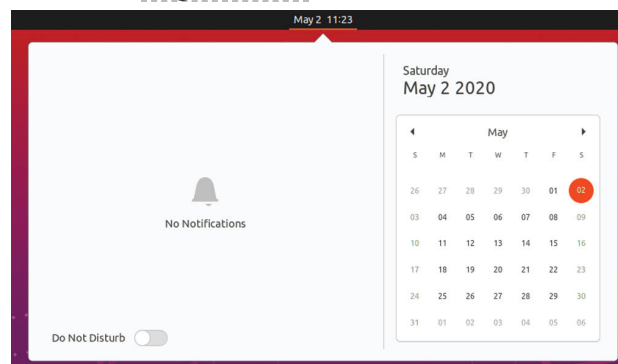 May 2 11:23
No Notifications
Do Not Disturb
Saturday
May 2 2020
May
S M T W T F S
26 27 28 29 30 01 02
03 04 05 06 07 08 09
10 11 12 13 14 15 16
17 18 19 20 21 22 23
24 25 26 27 28 29 30
31 01 02 03 04 05 06